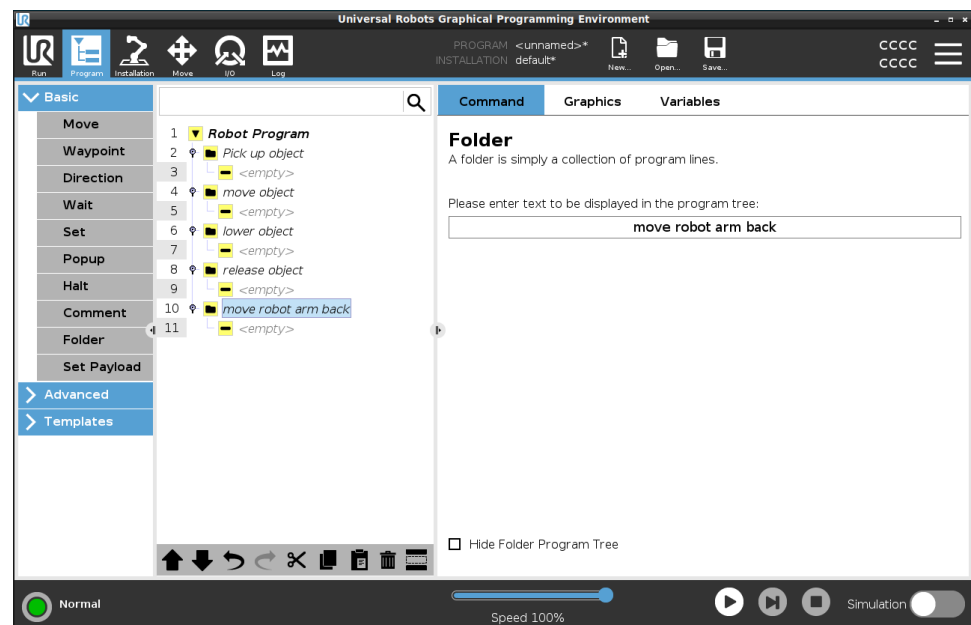 Universal Robots Graphical Programming Environment
Run Program Installation Move I/O Log
PROGRAM <unnamed>*
INSTALLATION default*
New... Open... Save...
CCCC
CCCC
Basic
Move
Waypoint
Direction
Wait
Set
Popup
Halt
Comment
Folder
Set Payload
Advanced
Templates
1 Robot Program
2 Pick up object
3 <empty>
4 move object
5 <empty>
6 lower object
7 <empty>
8 release object
9 <empty>
10 move robot arm back
11 <empty>
Command Graphics Variables
Folder
A folder is simply a collection of program lines.
Please enter text to be displayed in the program tree:
move robot arm back
Hide Folder Program Tree
Normal
Speed 100%
Simulation